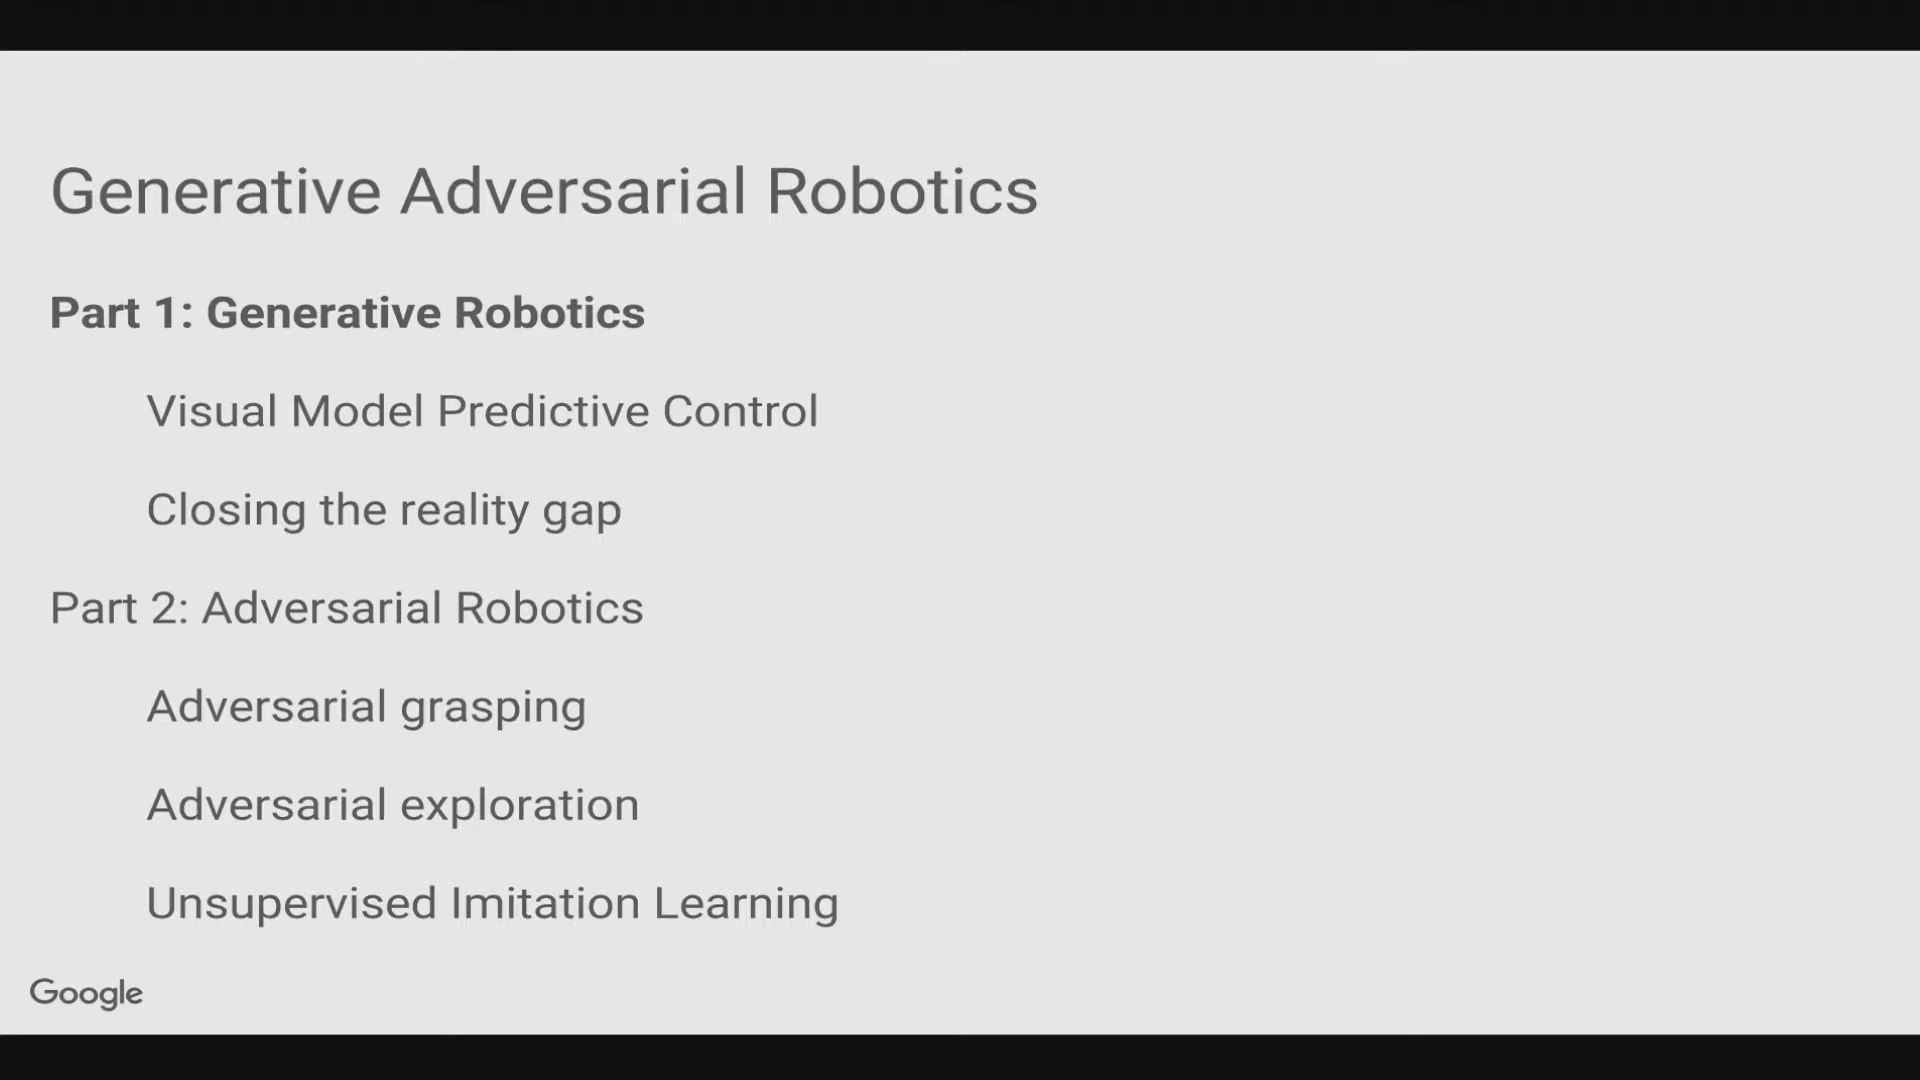 Generative Adversarial Robotics
Part 1: Generative Robotics
Visual Model Predictive Control
Closing the reality gap
Part 2: Adversarial Robotics
Adversarial grasping
Adversarial exploration
Unsupervised Imitation Learning
Google